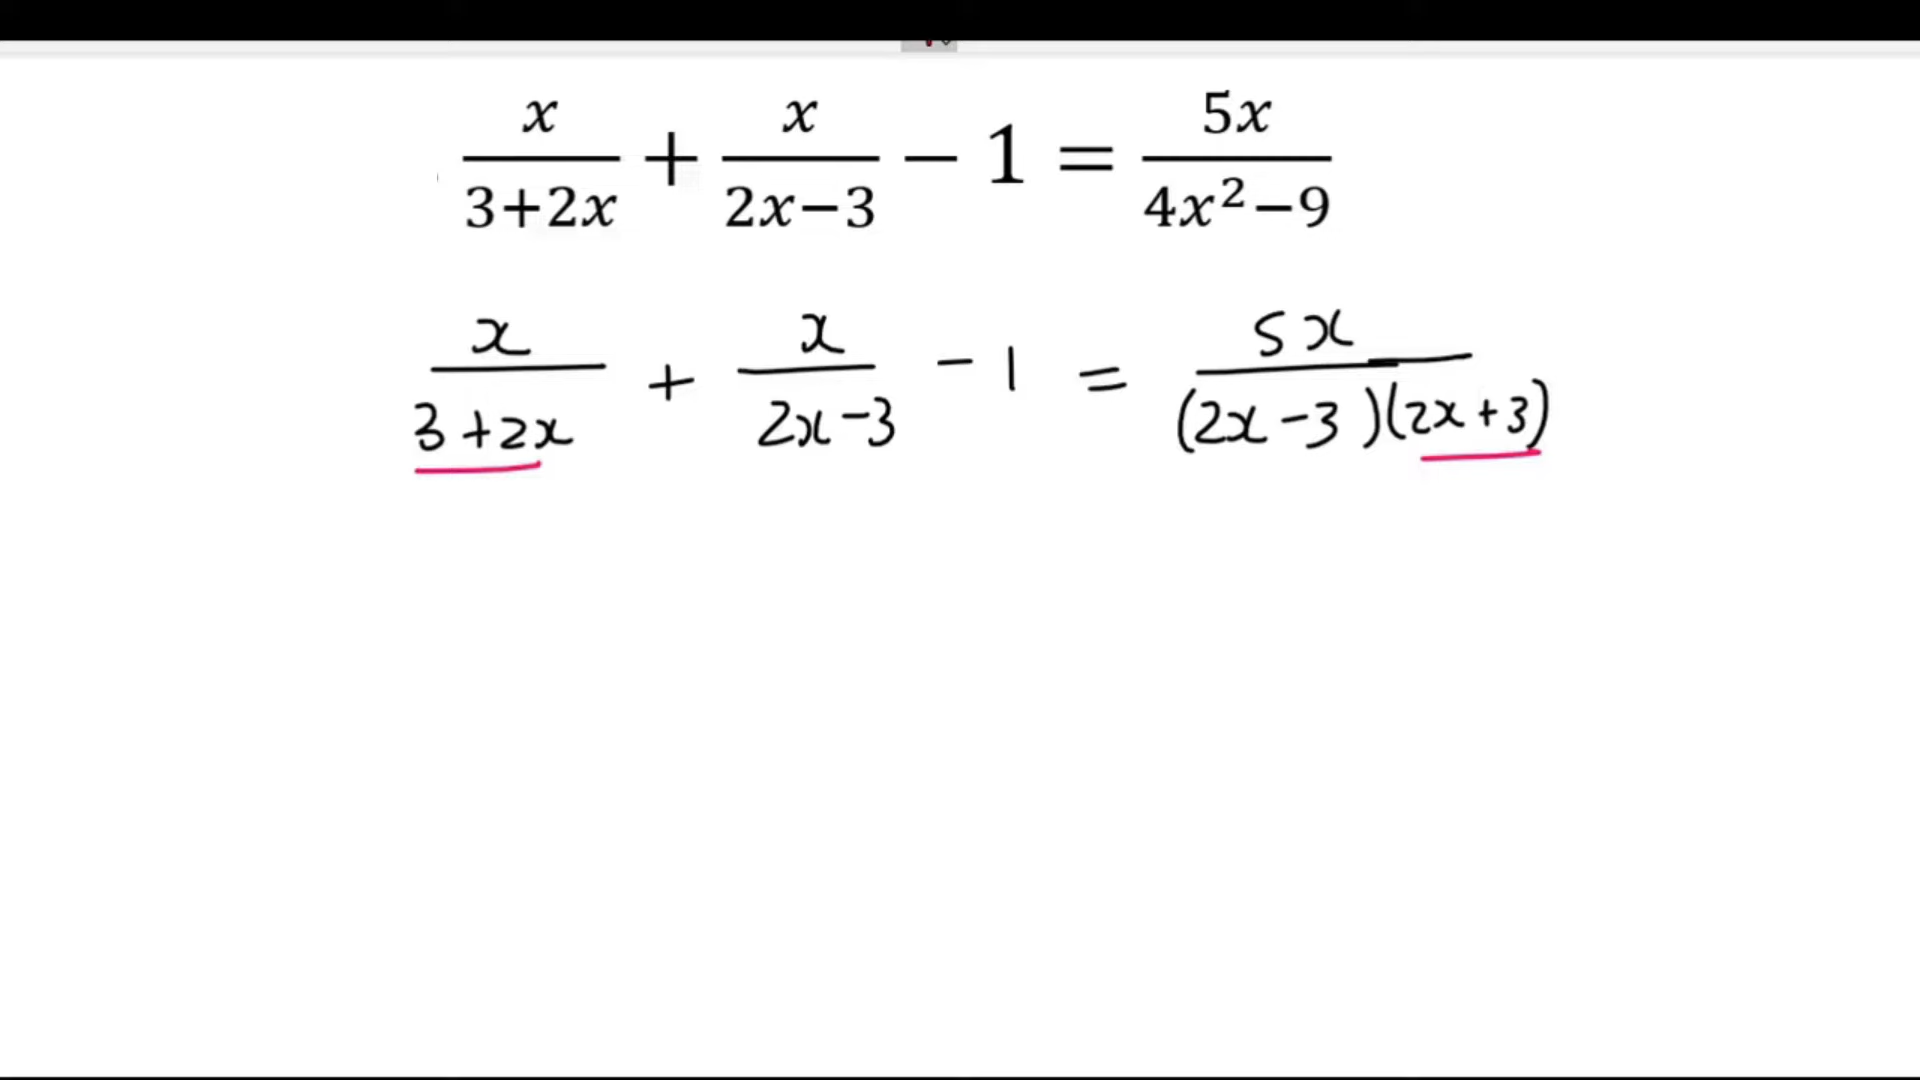 x/(3+2x) + x/(2x−3) − 1 = 5x/(4x²−9)
x/(3+2x) + x/(2x−3) − 1 = 5x/((2x−3)(2x+3))